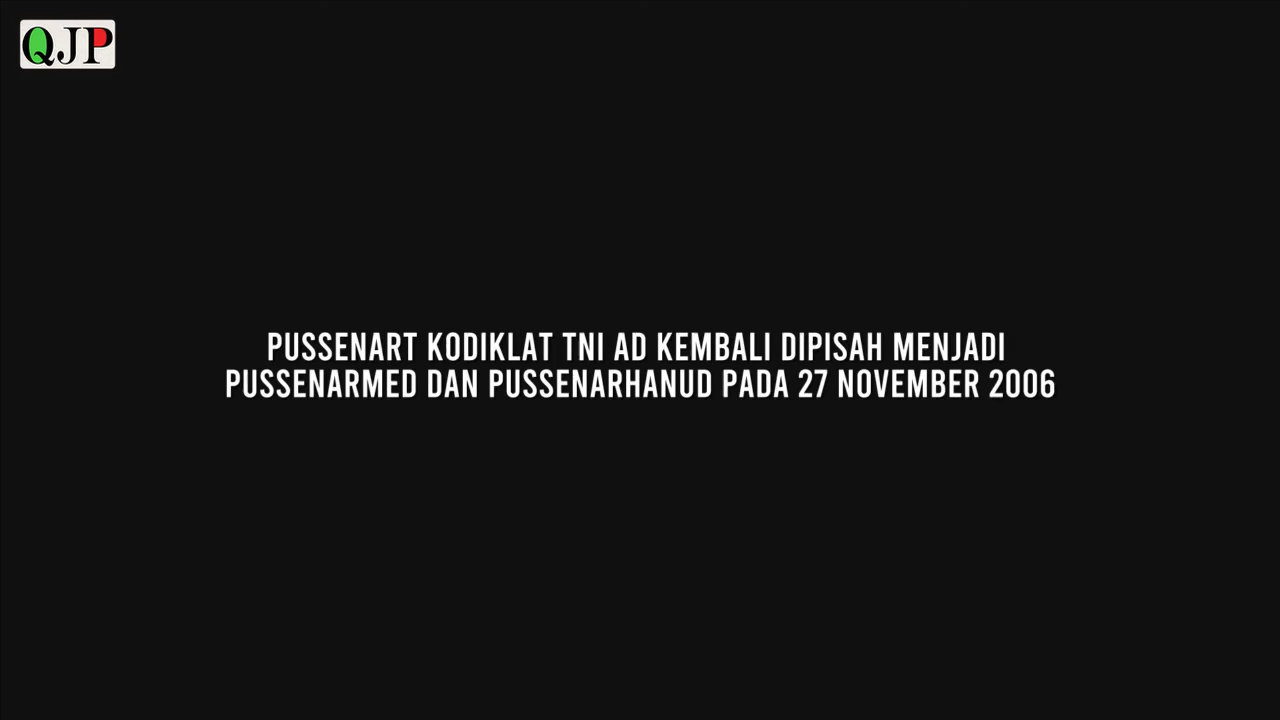 QJP
PUSSENART KODIKLAT TNI AD KEMBALI DIPISAH MENJADI
PUSSENARMED DAN PUSSENARHANUD PADA 27 NOVEMBER 2006